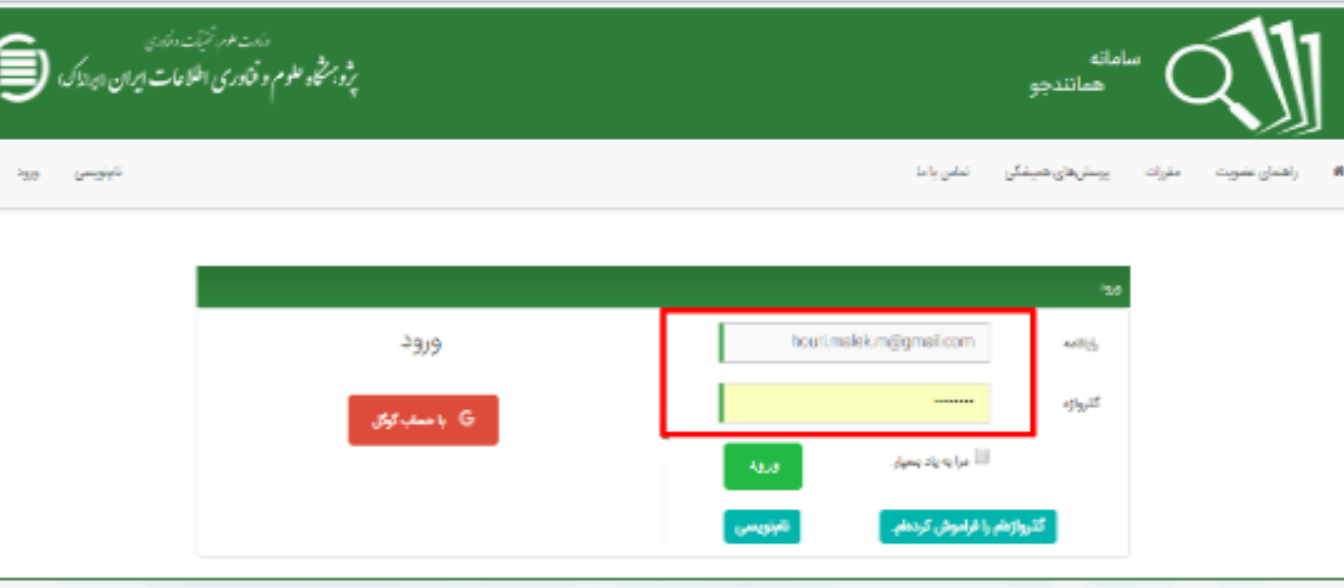 سامانه
همانندجو
وزارت علوم، تحقیقات و فناوری
پژوهشگاه علوم و فناوری اطلاعات ایران (ایرانداک)
راهنمای عضویت
مقررات
پرسش‌های همیشگی
تماس با ما
نام‌نویسی
ورود
ورود
رایانامه
houri.malek.m@gmail.com
گذرواژه
مرا به یاد بسپار.
ورود
گذرواژه‌ام را فراموش کرده‌ام.
نام‌نویسی
ورود
با حساب گوگل